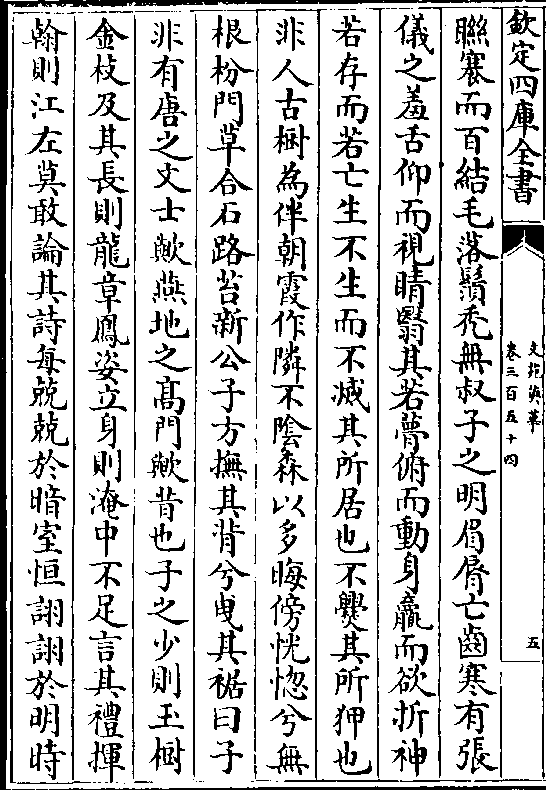 欽定四庫全書
文苑英華
卷三百五十四
五
聮蹇而百結毛落鬚禿無叔子之明眉唇亡齒寒有張
儀之羞舌仰而視睛翳其若瞢俯而動身羸而欲折神
若存而若亡生不生而不滅其所居也不㸑其所狎也
非人古樹為伴朝霞作隣不陰森以多晦傍恍惚兮無
根枌門草合石路苔新公子方撫其背兮曳其裾曰子
非有唐之文士歟燕地之髙門歟昔也子之少則玉樹
金枝及其長則龍章鳳姿立身則淹中不足言其禮揮
翰則江左莫敢論其詩每兢兢於暗室恒詡詡於明時